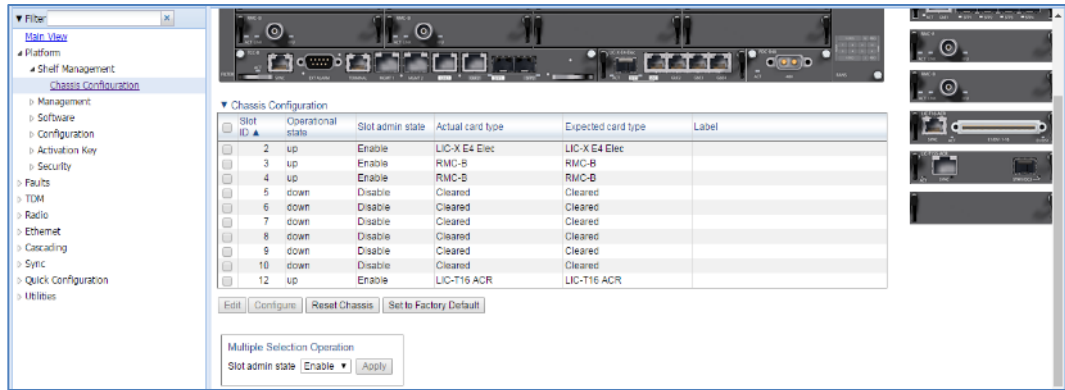 ▼ Filter
Main View
Platform
Shelf Management
Chassis Configuration
Management
Software
Configuration
Activation Key
Security
Faults
TDM
Radio
Ethernet
Cascading
Sync
Quick Configuration
Utilities
▼ Chassis Configuration
Slot ID ▲ Operational state Slot admin state Actual card type Expected card type Label
2 up Enable LIC-X E4 Elec LIC-X E4 Elec
3 up Enable RMC-B RMC-B
4 up Enable RMC-B RMC-B
5 down Disable Cleared Cleared
6 down Disable Cleared Cleared
7 down Disable Cleared Cleared
8 down Disable Cleared Cleared
9 down Disable Cleared Cleared
10 down Disable Cleared Cleared
12 up Enable LIC-T16 ACR LIC-T16 ACR
Edit Configure Reset Chassis Set to Factory Default
Multiple Selection Operation
Slot admin state Enable ▼ Apply